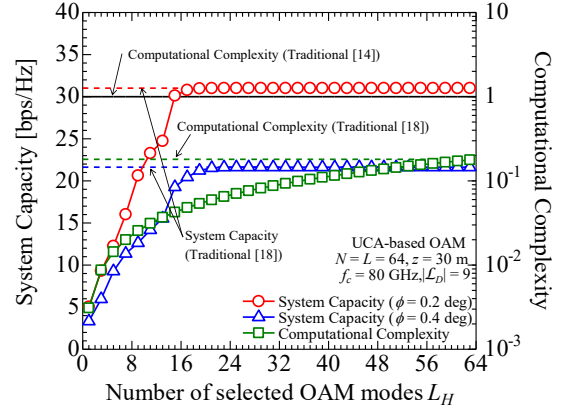 System Capacity [bps/Hz]
40
35
30
25
20
15
10
5
0
Computational Complexity (Traditional [14])
Computational Complexity (Traditional [18])
System Capacity
(Traditional [18])
UCA-based OAM
N = L = 64, z = 30 m
f_c = 80 GHz,|ℒ_D| = 9
System Capacity (ϕ = 0.2 deg)
System Capacity (ϕ = 0.4 deg)
Computational Complexity
10
1
10⁻¹
10⁻²
10⁻³
Computational Complexity
0 8 16 24 32 40 48 56 64
Number of selected OAM modes L_H